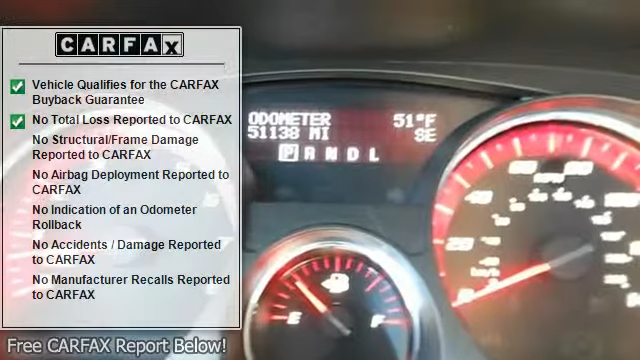 CARFAX
Vehicle Qualifies for the CARFAX
Buyback Guarantee
No Total Loss Reported to CARFAX
No Structural/Frame Damage
Reported to CARFAX
No Airbag Deployment Reported to
CARFAX
No Indication of an Odometer
Rollback
No Accidents / Damage Reported
to CARFAX
No Manufacturer Recalls Reported
to CARFAX
Free CARFAX Report Below!
ODOMETER 51°F
51138 MI SE
P R N D L
E F
20
40